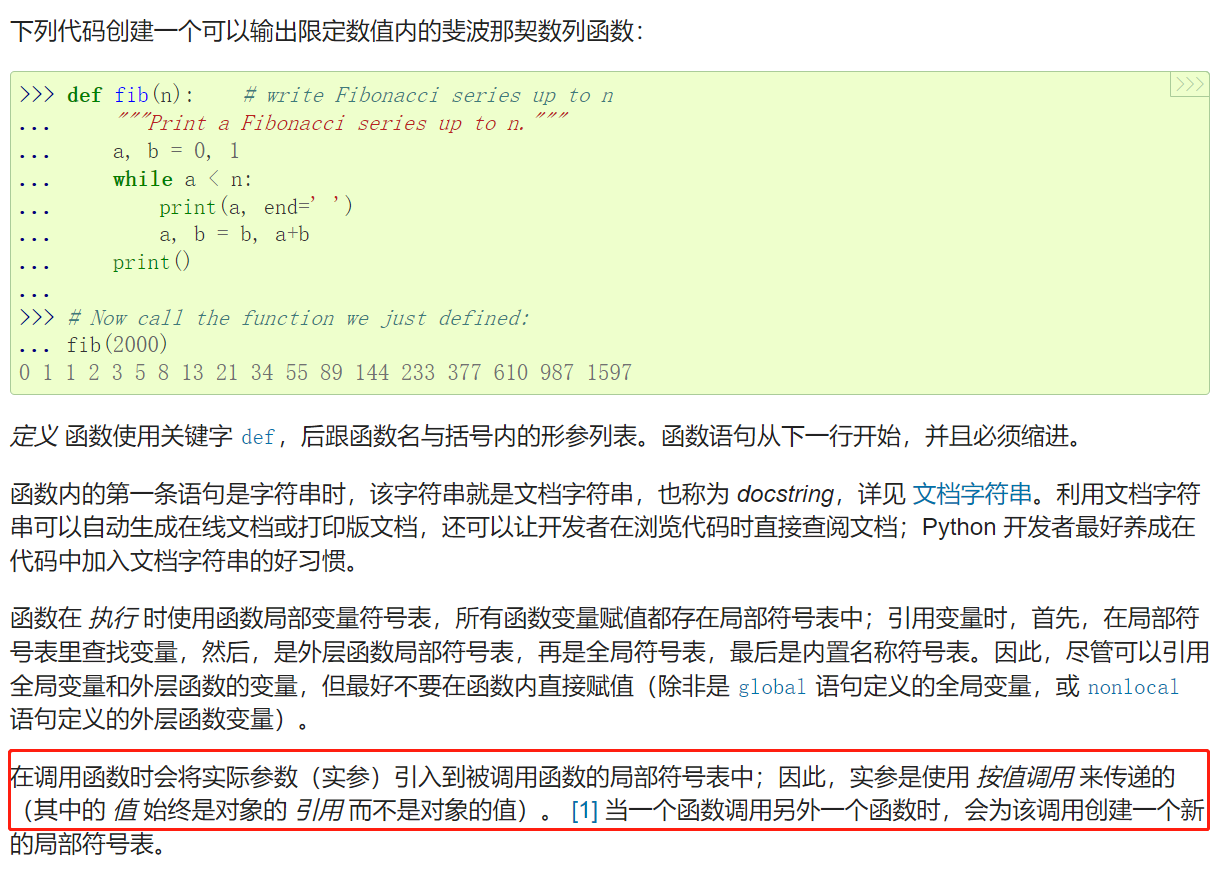 下列代码创建一个可以输出限定数值内的斐波那契数列函数：
>>>
>>> def fib(n):    # write Fibonacci series up to n
...     """Print a Fibonacci series up to n."""
...     a, b = 0, 1
...     while a < n:
...         print(a, end=' ')
...         a, b = b, a+b
...     print()
...
>>> # Now call the function we just defined:
... fib(2000)
0 1 1 2 3 5 8 13 21 34 55 89 144 233 377 610 987 1597
定义 函数使用关键字 def，后跟函数名与括号内的形参列表。函数语句从下一行开始，并且必须缩进。
函数内的第一条语句是字符串时，该字符串就是文档字符串，也称为 docstring，详见 文档字符串。利用文档字符
串可以自动生成在线文档或打印版文档，还可以让开发者在浏览代码时直接查阅文档；Python 开发者最好养成在
代码中加入文档字符串的好习惯。
函数在 执行 时使用函数局部变量符号表，所有函数变量赋值都存在局部符号表中；引用变量时，首先，在局部符
号表里查找变量，然后，是外层函数局部符号表，再是全局符号表，最后是内置名称符号表。因此，尽管可以引用
全局变量和外层函数的变量，但最好不要在函数内直接赋值（除非是 global 语句定义的全局变量，或 nonlocal
语句定义的外层函数变量）。
在调用函数时会将实际参数（实参）引入到被调用函数的局部符号表中；因此，实参是使用 按值调用 来传递的
（其中的 值 始终是对象的 引用 而不是对象的值）。 [1] 当一个函数调用另外一个函数时，会为该调用创建一个新
的局部符号表。